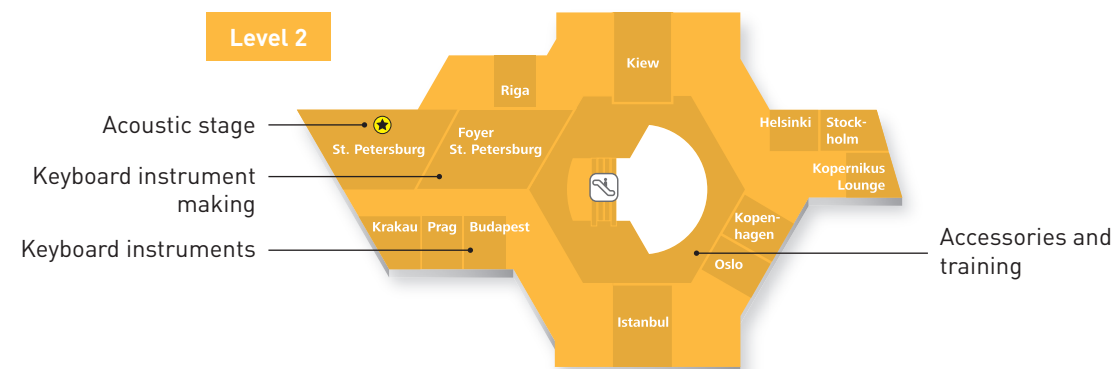 Level 2
Kiew
Riga
Acoustic stage
St. Petersburg
Foyer
St. Petersburg
Helsinki
Stock-
holm
Keyboard instrument
making
Kopernikus
Lounge
Krakau
Prag
Budapest
Keyboard instruments
Kopen-
hagen
Oslo
Accessories and
training
Istanbul